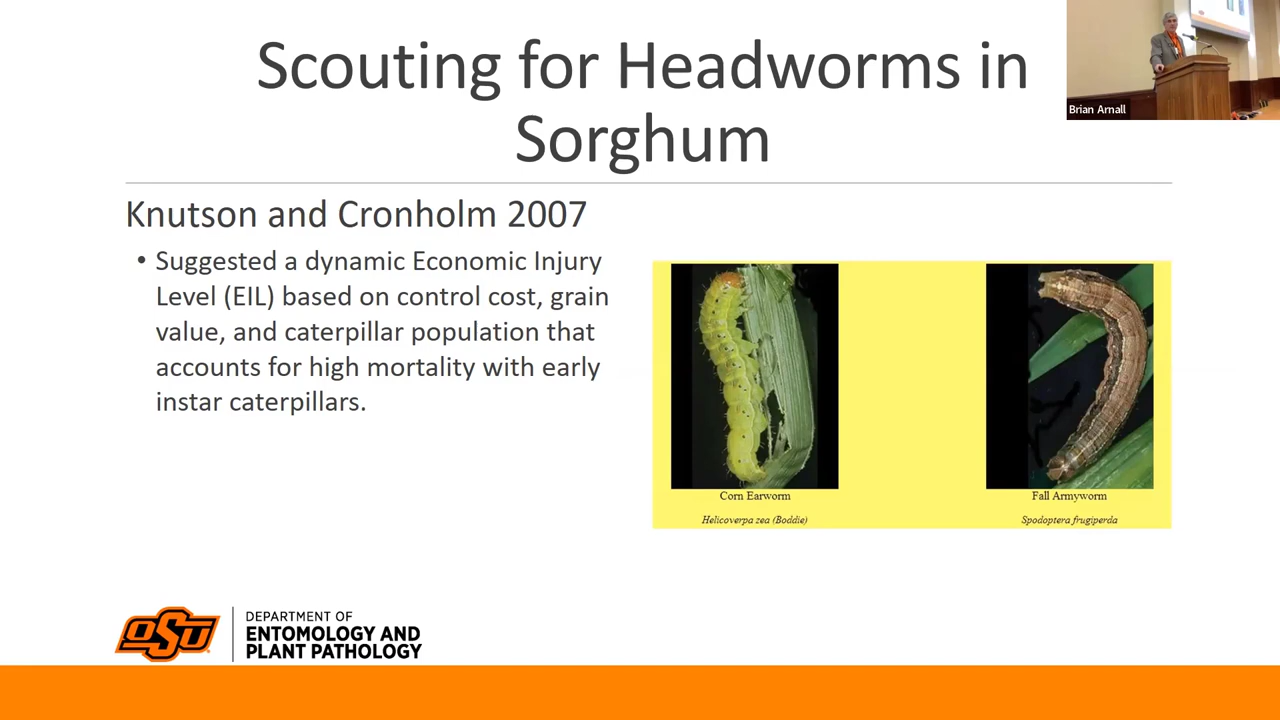 Scouting for Headworms in
Sorghum
Brian Arnall
Knutson and Cronholm 2007
• Suggested a dynamic Economic Injury
Level (EIL) based on control cost, grain
value, and caterpillar population that
accounts for high mortality with early
instar caterpillars.
Corn Earworm
Helicoverpa zea (Boddie)
Fall Armyworm
Spodoptera frugiperda
OSU
DEPARTMENT OF
ENTOMOLOGY AND
PLANT PATHOLOGY